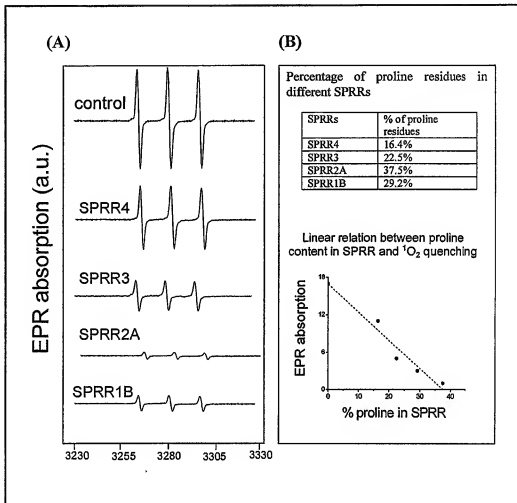 (A)
control
SPRR4
SPRR3
SPRR2A
SPRR1B
EPR absorption (a.u.)
3230 3255 3280 3305 3330
(B)
Percentage of proline residues in
different SPRRs
SPRRs % of proline
residues
SPRR4 16.4%
SPRR3 22.5%
SPRR2A 37.5%
SPRR1B 29.2%
Linear relation between proline
content in SPRR and ¹O₂ quenching
EPR absorption
18
12
6
0
0 10 20 30 40
% proline in SPRR